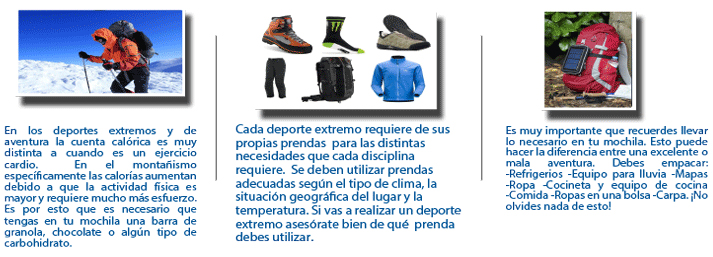 En los deportes extremos y de
aventura la cuenta calórica es muy
distinta a cuando es un ejercicio
cardio. En el montañismo
específicamente las calorías aumentan
debido a que la actividad física es
mayor y requiere mucho más esfuerzo.
Es por esto que es necesario que
tengas en tu mochila una barra de
granola, chocolate o algún tipo de
carbohidrato.
Cada deporte extremo requiere de sus
propias prendas para las distintas
necesidades que cada disciplina
requiere. Se deben utilizar prendas
adecuadas según el tipo de clima, la
situación geográfica del lugar y la
temperatura. Si vas a realizar un deporte
extremo asesórate bien de qué prenda
debes utilizar.
Es muy importante que recuerdes llevar
lo necesario en tu mochila. Esto puede
hacer la diferencia entre una excelente o
mala aventura. Debes empacar:
-Refrigerios -Equipo para lluvia -Mapas
-Ropa -Cocineta y equipo de cocina
-Comida -Ropas en una bolsa -Carpa. ¡No
olvides nada de esto!